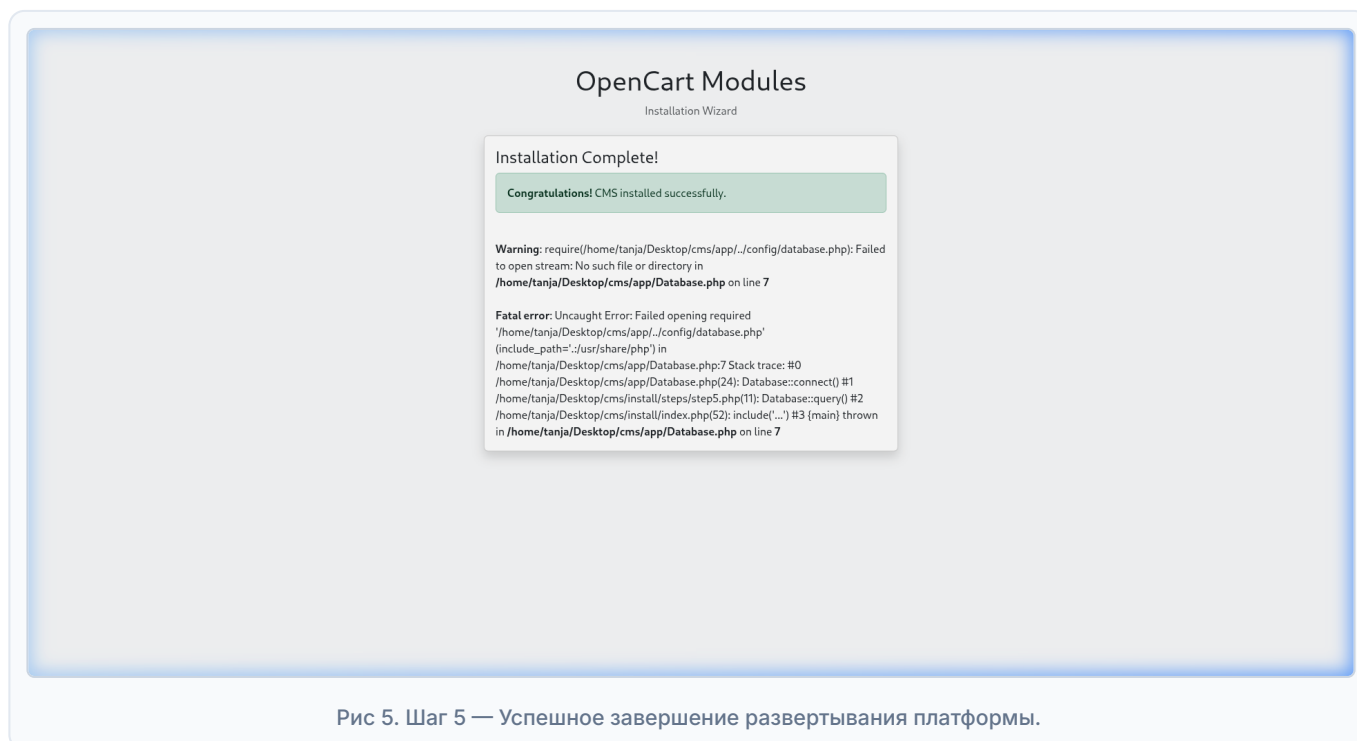 OpenCart Modules
Installation Wizard
Installation Complete!
Congratulations! CMS installed successfully.
Warning: require(/home/tanja/Desktop/cms/app/../config/database.php): Failed
to open stream: No such file or directory in
/home/tanja/Desktop/cms/app/Database.php on line 7
Fatal error: Uncaught Error: Failed opening required
'/home/tanja/Desktop/cms/app/../config/database.php'
(include_path='.:/usr/share/php') in
/home/tanja/Desktop/cms/app/Database.php:7 Stack trace: #0
/home/tanja/Desktop/cms/app/Database.php(24): Database::connect() #1
/home/tanja/Desktop/cms/install/steps/step5.php(11): Database::query() #2
/home/tanja/Desktop/cms/install/index.php(52): include('...') #3 {main} thrown
in /home/tanja/Desktop/cms/app/Database.php on line 7
Рис 5. Шаг 5 — Успешное завершение развертывания платформы.